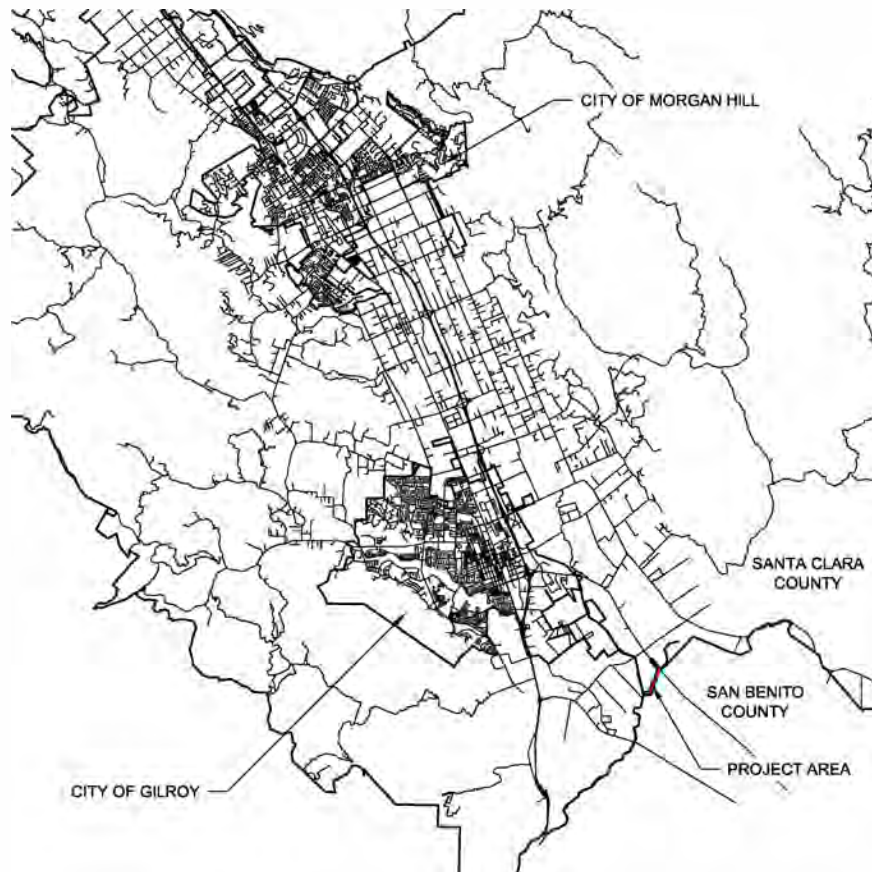 CITY OF MORGAN HILL
SANTA CLARA
COUNTY
SAN BENITO
COUNTY
PROJECT AREA
CITY OF GILROY